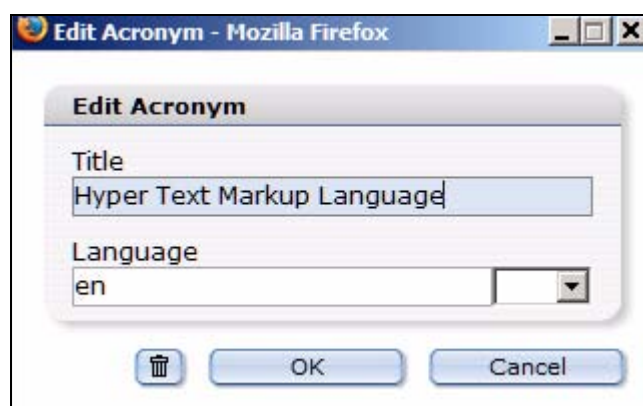 Edit Acronym - Mozilla Firefox
Edit Acronym
Title
Hyper Text Markup Language
Language
en
OK Cancel